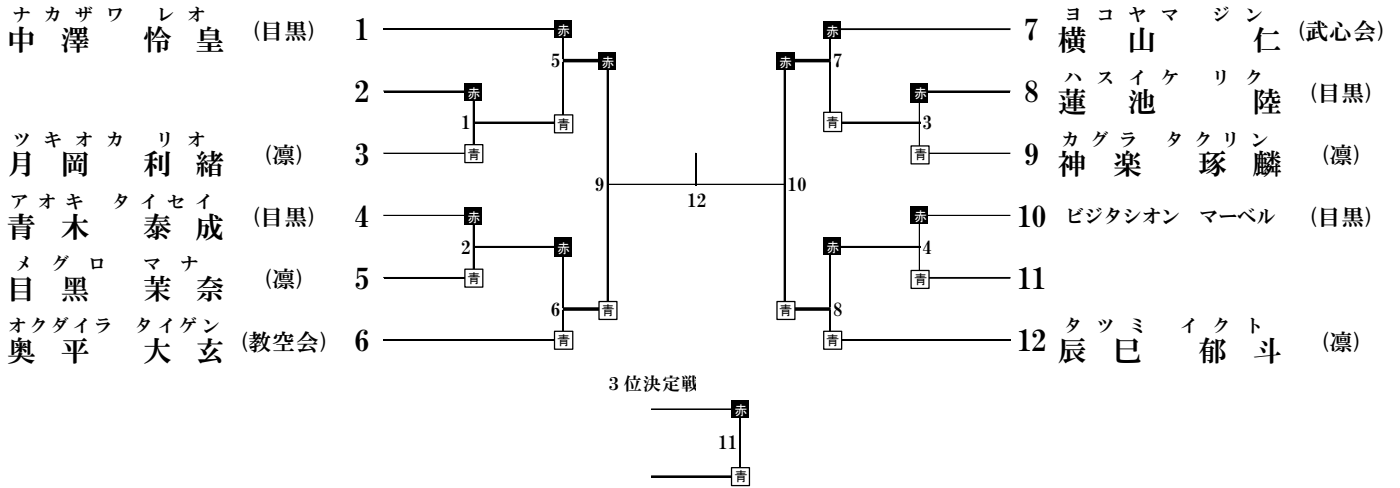 ナカザワ レオ
中澤 怜皇 (目黒) 1
2
ツキオカ リオ
月岡 利緒 (凛) 3
アオキ タイセイ
青木 泰成 (目黒) 4
メグロ マナ
目黒 茉奈 (凛) 5
オクダイラ タイゲン
奥平 大玄 (教空会) 6
赤
5
赤
赤
1
青
青
9
赤
2
青
赤
6
青
青
12
赤
7
赤
赤
3
青
青
10
赤
4
青
赤
8
青
青
ヨコヤマ ジン
7 横山 仁 (武心会)
ハスイケ リク
8 蓮池 陸 (目黒)
カグラ タクリン
9 神楽 琢麟 (凛)
10 ビジタシオン マーベル (目黒)
11
タツミ イクト
12 辰巳 郁斗 (凛)
3位決定戦
赤
11
青